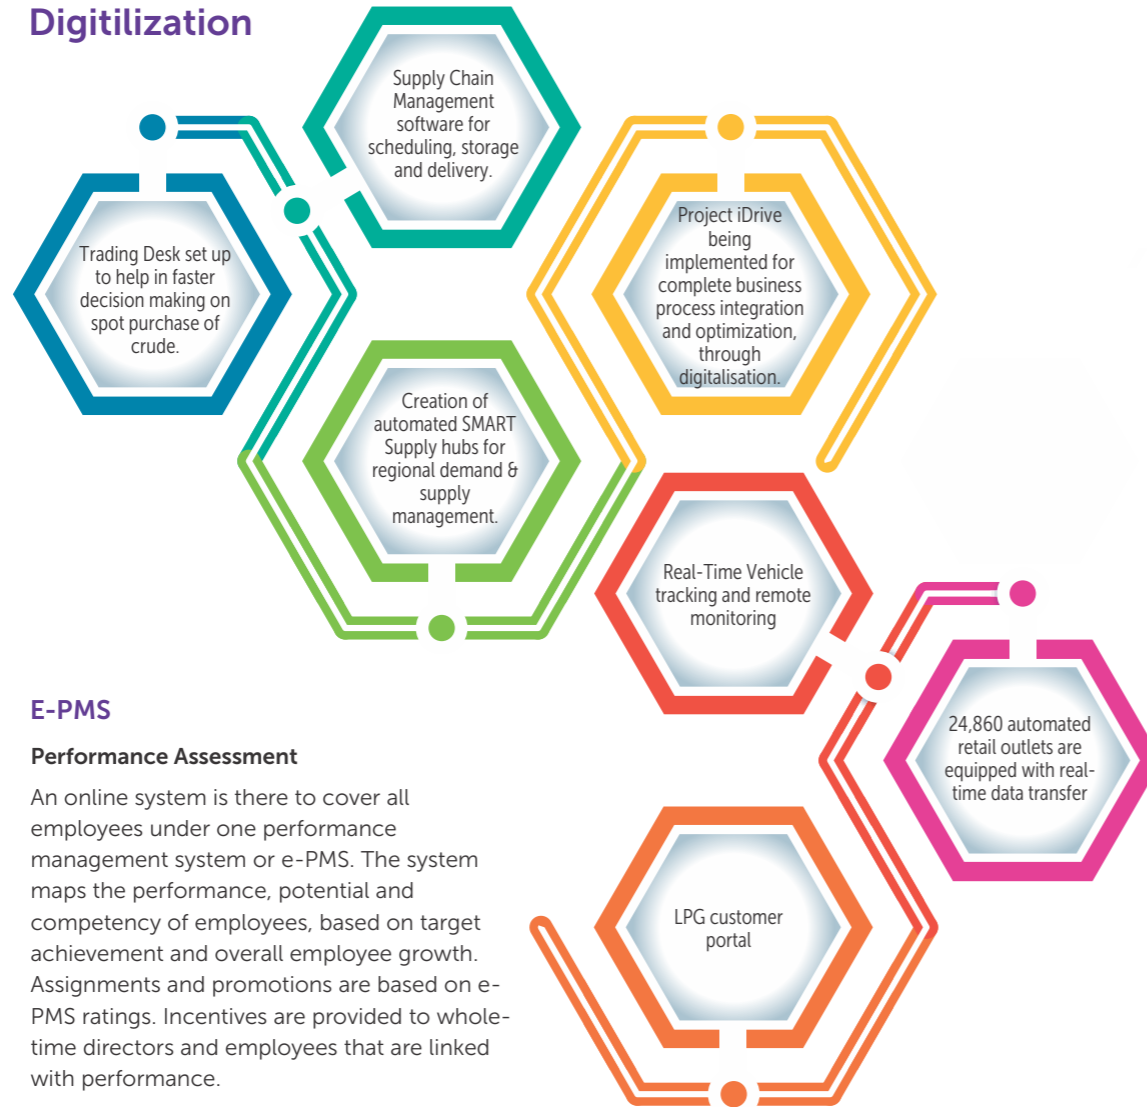 Digitilization
Supply Chain
Management
software for
scheduling, storage
and delivery.
Trading Desk set up
to help in faster
decision making on
spot purchase of
crude.
Project iDrive
being
implemented for
complete business
process integration
and optimization,
through
digitalisation.
Creation of
automated SMART
Supply hubs for
regional demand &
supply
management.
Real-Time Vehicle
tracking and remote
monitoring
24,860 automated
retail outlets are
equipped with real-
time data transfer
LPG customer
portal
E-PMS
Performance Assessment
An online system is there to cover all
employees under one performance
management system or e-PMS. The system
maps the performance, potential and
competency of employees, based on target
achievement and overall employee growth.
Assignments and promotions are based on e-
PMS ratings. Incentives are provided to whole-
time directors and employees that are linked
with performance.